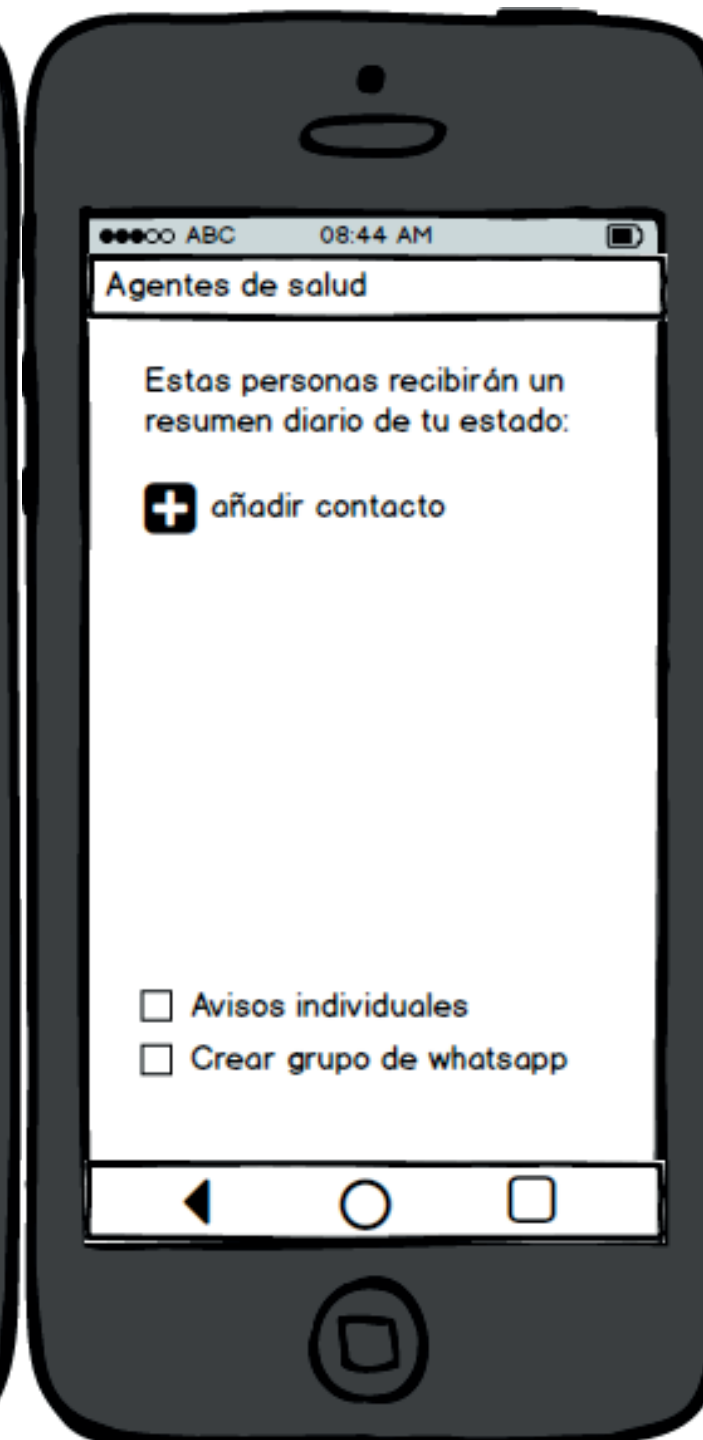 ABC 08:44 AM
Agentes de salud
Estas personas recibirán un
resumen diario de tu estado:
añadir contacto
Avisos individuales
Crear grupo de whatsapp